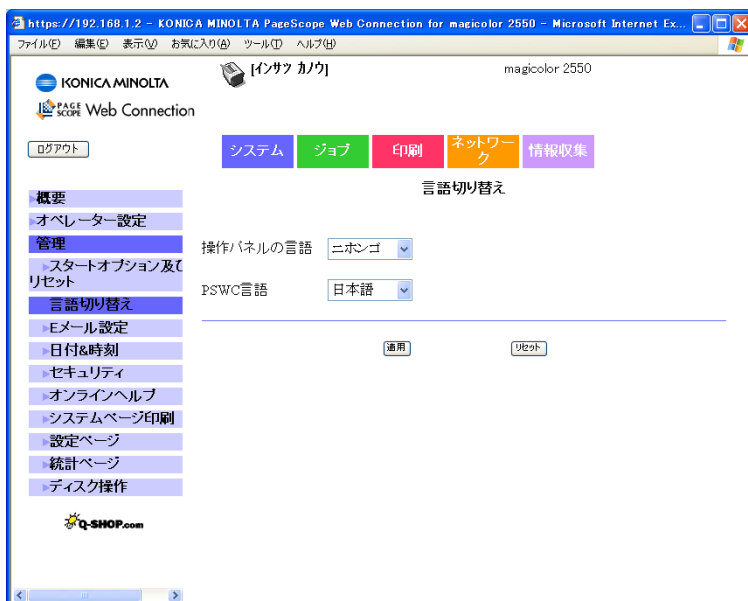 https://192.168.1.2 - KONICA MINOLTA PageScope Web Connection for magicolor 2550 - Microsoft Internet Ex...
ファイル(F) 編集(E) 表示(V) お気に入り(A) ツール(T) ヘルプ(H)
KONICA MINOLTA
[インサツ カノウ]
magicolor 2550
PAGE SCOPE Web Connection
ログアウト
システム
ジョブ
印刷
ネットワー
ク
情報収集
言語切り替え
概要
オペレーター設定
管理
スタートオプション及び
リセット
言語切り替え
Eメール設定
日付&時刻
セキュリティ
オンラインヘルプ
システムページ印刷
設定ページ
統計ページ
ディスク操作
Q-SHOP.com
操作パネルの言語 ニホンゴ
PSWC言語 日本語
適用 リセット